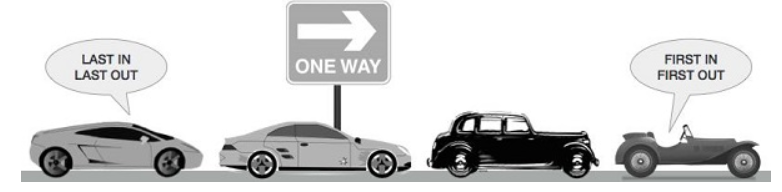 LAST IN
LAST OUT
ONE WAY
FIRST IN
FIRST OUT